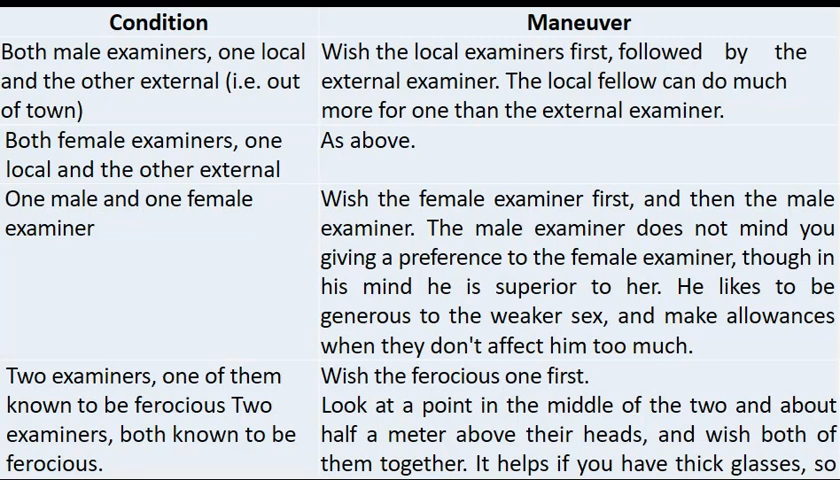 Condition Maneuver
Both male examiners, one local
and the other external (i.e. out
of town)
Wish the local examiners first, followed by the
external examiner. The local fellow can do much
more for one than the external examiner.
Both female examiners, one
local and the other external
As above.
One male and one female
examiner
Wish the female examiner first, and then the male
examiner. The male examiner does not mind you
giving a preference to the female examiner, though in
his mind he is superior to her. He likes to be
generous to the weaker sex, and make allowances
when they don't affect him too much.
Two examiners, one of them
known to be ferocious Two
examiners, both known to be
ferocious.
Wish the ferocious one first.
Look at a point in the middle of the two and about
half a meter above their heads, and wish both of
them together. It helps if you have thick glasses, so